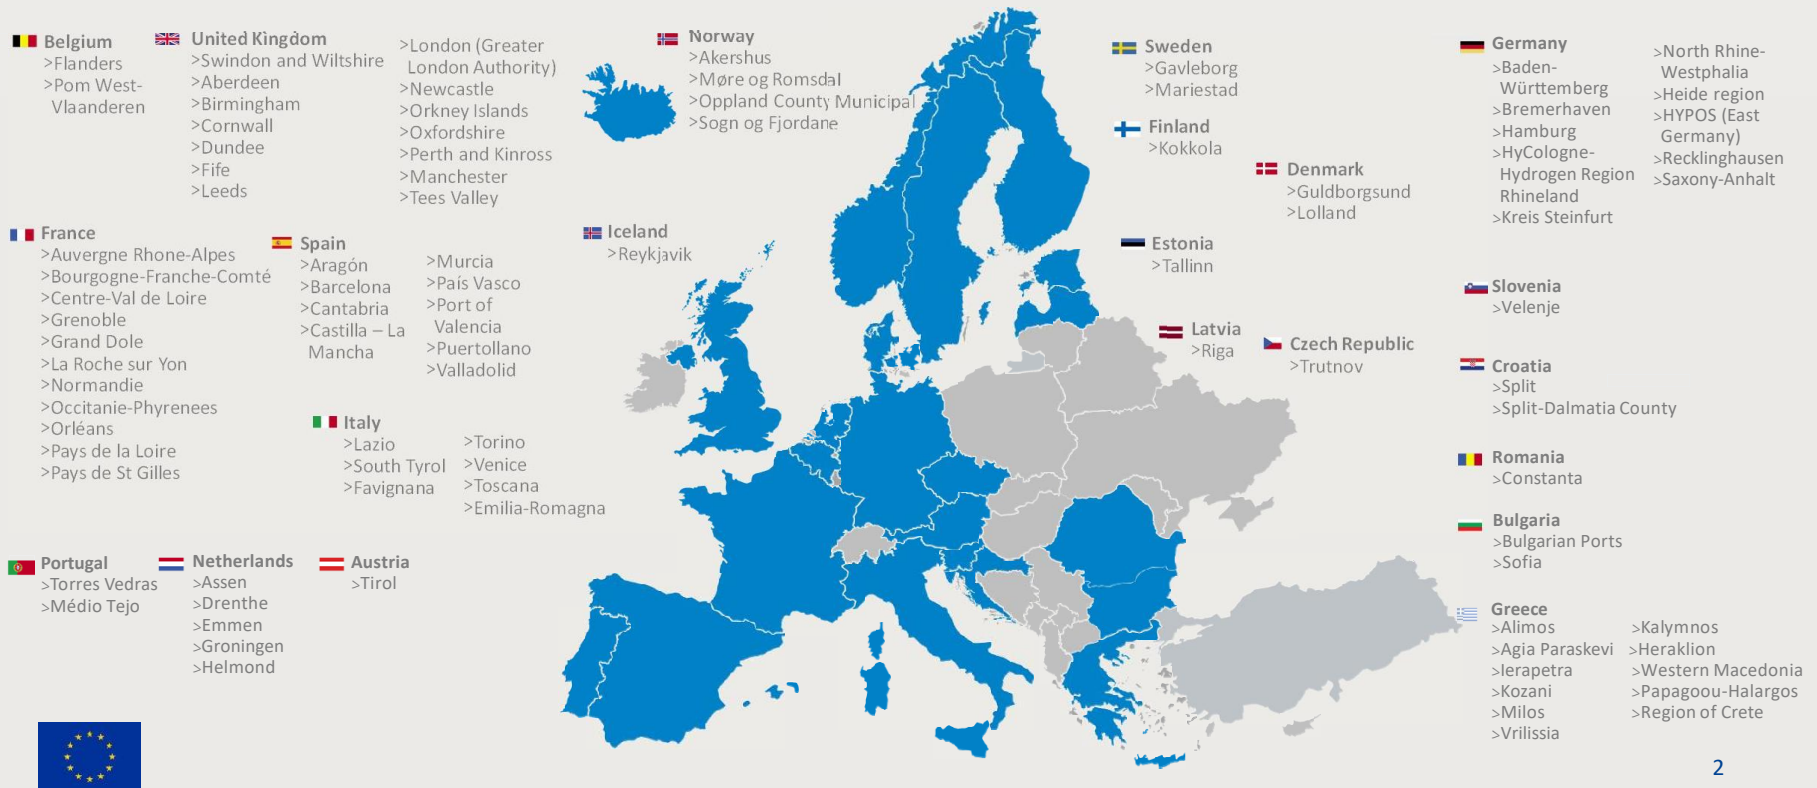 Belgium
>Flanders
>Pom West-
Vlaanderen
United Kingdom
>Swindon and Wiltshire
>Aberdeen
>Birmingham
>Cornwall
>Dundee
>Fife
>Leeds
>London (Greater
London Authority)
>Newcastle
>Orkney Islands
>Oxfordshire
>Perth and Kinross
>Manchester
>Tees Valley
Norway
>Akershus
>Møre og Romsdal
>Oppland County Municipal
>Sogn og Fjordane
Sweden
>Gavleborg
>Mariestad
Finland
>Kokkola
Denmark
>Guldborgsund
>Lolland
Germany
>Baden-
Württemberg
>Bremerhaven
>Hamburg
>HyCologne-
Hydrogen Region
Rhineland
>Kreis Steinfurt
>North Rhine-
Westphalia
>Heide region
>HYPOS (East
Germany)
>Recklinghausen
>Saxony-Anhalt
France
>Auvergne Rhone-Alpes
>Bourgogne-Franche-Comté
>Centre-Val de Loire
>Grenoble
>Grand Dole
>La Roche sur Yon
>Normandie
>Occitanie-Phyrenees
>Orléans
>Pays de la Loire
>Pays de St Gilles
Spain
>Aragón
>Barcelona
>Cantabria
>Castilla – La
Mancha
>Murcia
>País Vasco
>Port of
Valencia
>Puertollano
>Valladolid
Iceland
>Reykjavik
Estonia
>Tallinn
Latvia
>Riga
Czech Republic
>Trutnov
Slovenia
>Velenje
Croatia
>Split
>Split-Dalmatia County
Italy
>Lazio
>South Tyrol
>Favignana
>Torino
>Venice
>Toscana
>Emilia-Romagna
Romania
>Constanta
Bulgaria
>Bulgarian Ports
>Sofia
Portugal
>Torres Vedras
>Médio Tejo
Netherlands
>Assen
>Drenthe
>Emmen
>Groningen
>Helmond
Austria
>Tirol
Greece
>Alimos
>Agia Paraskevi
>Ierapetra
>Kozani
>Milos
>Vrilissia
>Kalymnos
>Heraklion
>Western Macedonia
>Papagoou-Halargos
>Region of Crete
2